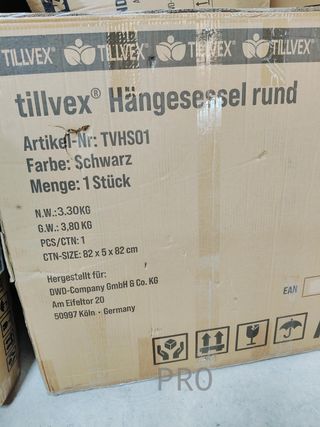 TILLVEX® TILLVEX® TILLVEX®
tillvex® Hängesessel rund
Artikel-Nr: TVHS01
Farbe: Schwarz
Menge: 1 Stück
N.W.:3.30KG
G.W.: 3,80 KG
PCS/CTN: 1
CTN-SIZE: 82 x 5 x 82 cm
Hergestellt für:
DWD-Company GmbH & Co. KG
Am Eifeltor 20
50997 Köln · Germany
EAN
PRO